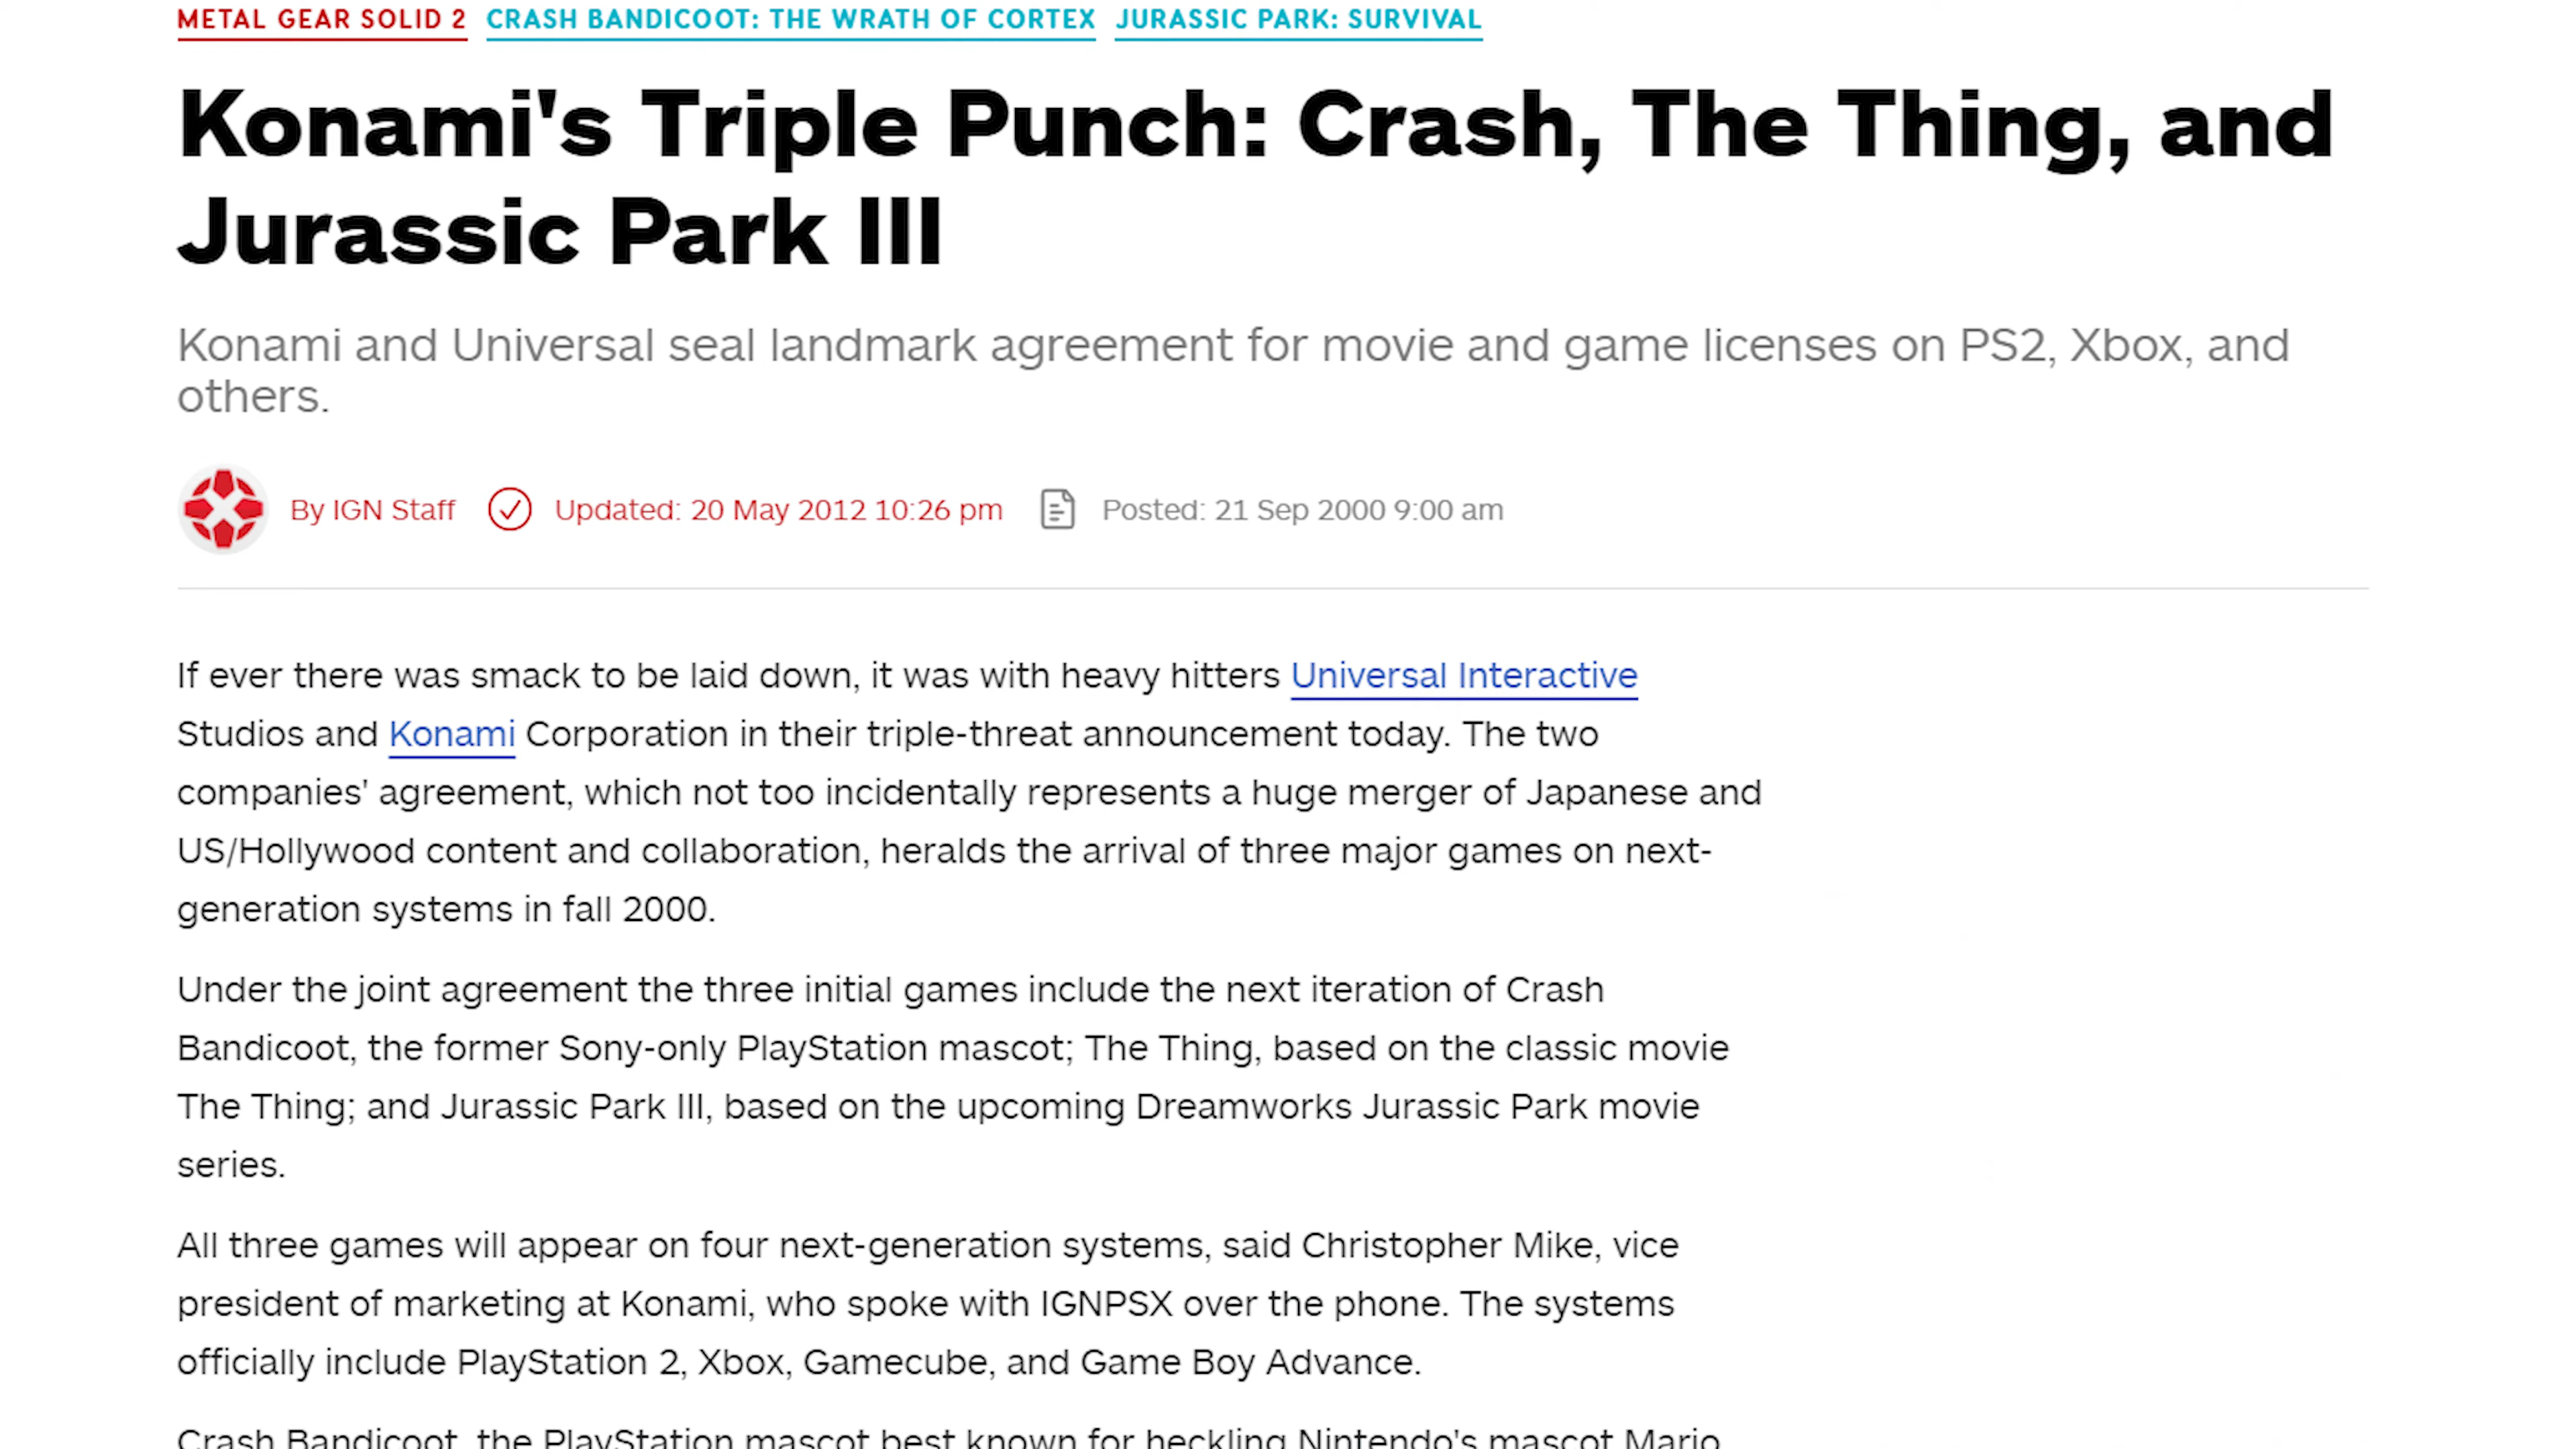 METAL GEAR SOLID 2 CRASH BANDICOOT: THE WRATH OF CORTEX JURASSIC PARK: SURVIVAL
Konami's Triple Punch: Crash, The Thing, and
Jurassic Park III
Konami and Universal seal landmark agreement for movie and game licenses on PS2, Xbox, and
others.
By IGN Staff Updated: 20 May 2012 10:26 pm Posted: 21 Sep 2000 9:00 am
If ever there was smack to be laid down, it was with heavy hitters Universal Interactive
Studios and Konami Corporation in their triple-threat announcement today. The two
companies' agreement, which not too incidentally represents a huge merger of Japanese and
US/Hollywood content and collaboration, heralds the arrival of three major games on next-
generation systems in fall 2000.
Under the joint agreement the three initial games include the next iteration of Crash
Bandicoot, the former Sony-only PlayStation mascot; The Thing, based on the classic movie
The Thing; and Jurassic Park III, based on the upcoming Dreamworks Jurassic Park movie
series.
All three games will appear on four next-generation systems, said Christopher Mike, vice
president of marketing at Konami, who spoke with IGNPSX over the phone. The systems
officially include PlayStation 2, Xbox, Gamecube, and Game Boy Advance.
Crash Bandicoot, the PlayStation mascot best known for heckling Nintendo's mascot Mario